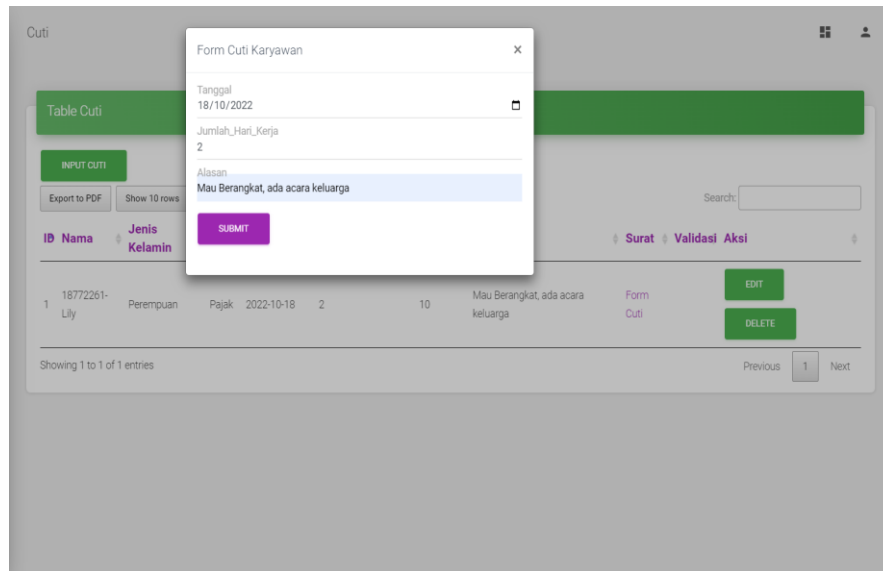 Cuti
Form Cuti Karyawan ×
Tanggal
18/10/2022
Jumlah_Hari_Kerja
2
Alasan
Mau Berangkat, ada acara keluarga
SUBMIT
Table Cuti
INPUT CUTI
Export to PDF Show 10 rows Search:
ID Nama Jenis Kelamin Surat Validasi Aksi
1 18772261-Lily Perempuan Pajak 2022-10-18 2 10 Mau Berangkat, ada acara keluarga Form Cuti EDIT
DELETE
Showing 1 to 1 of 1 entries Previous 1 Next